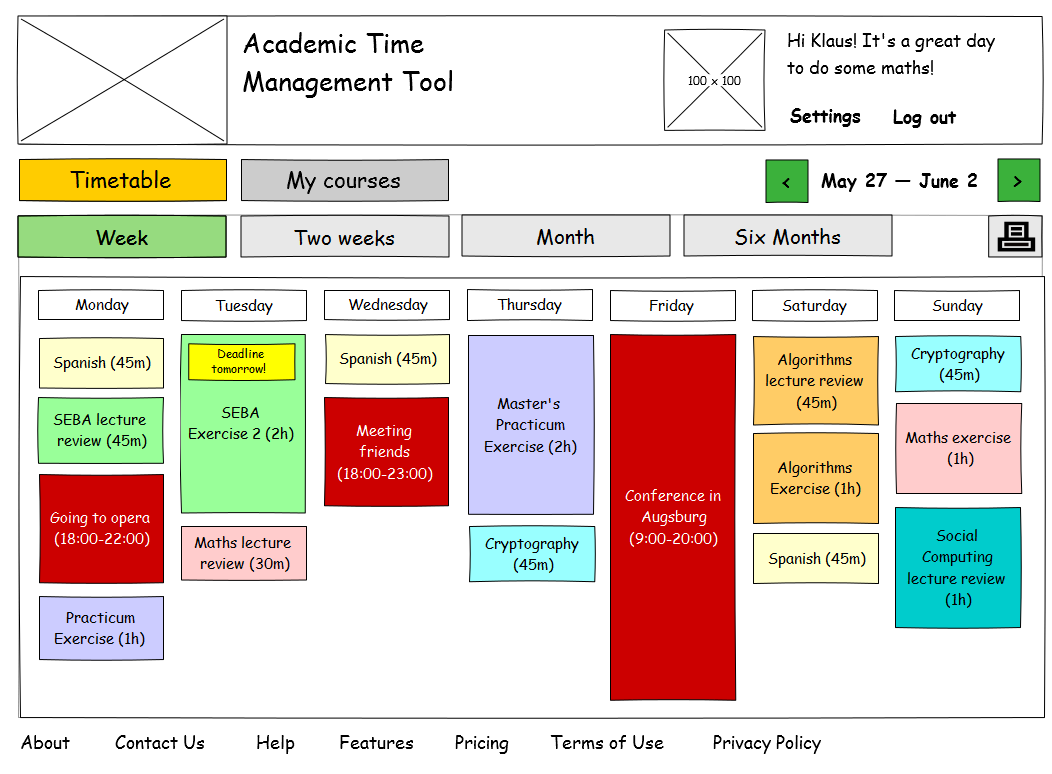 Academic Time
Management Tool
100 x 100
Hi Klaus! It's a great day
to do some maths!
Settings
Log out
Timetable
My courses
<
May 27 — June 2
>
Week
Two weeks
Month
Six Months
Monday
Tuesday
Wednesday
Thursday
Friday
Saturday
Sunday
Spanish (45m)
SEBA lecture
review (45m)
Going to opera
(18:00-22:00)
Practicum
Exercise (1h)
Deadline
tomorrow!
SEBA
Exercise 2 (2h)
Maths lecture
review (30m)
Spanish (45m)
Meeting
friends
(18:00-23:00)
Master's
Practicum
Exercise (2h)
Cryptography
(45m)
Conference in
Augsburg
(9:00-20:00)
Algorithms
lecture review
(45m)
Algorithms
Exercise (1h)
Spanish (45m)
Cryptography
(45m)
Maths exercise
(1h)
Social
Computing
lecture review
(1h)
About
Contact Us
Help
Features
Pricing
Terms of Use
Privacy Policy